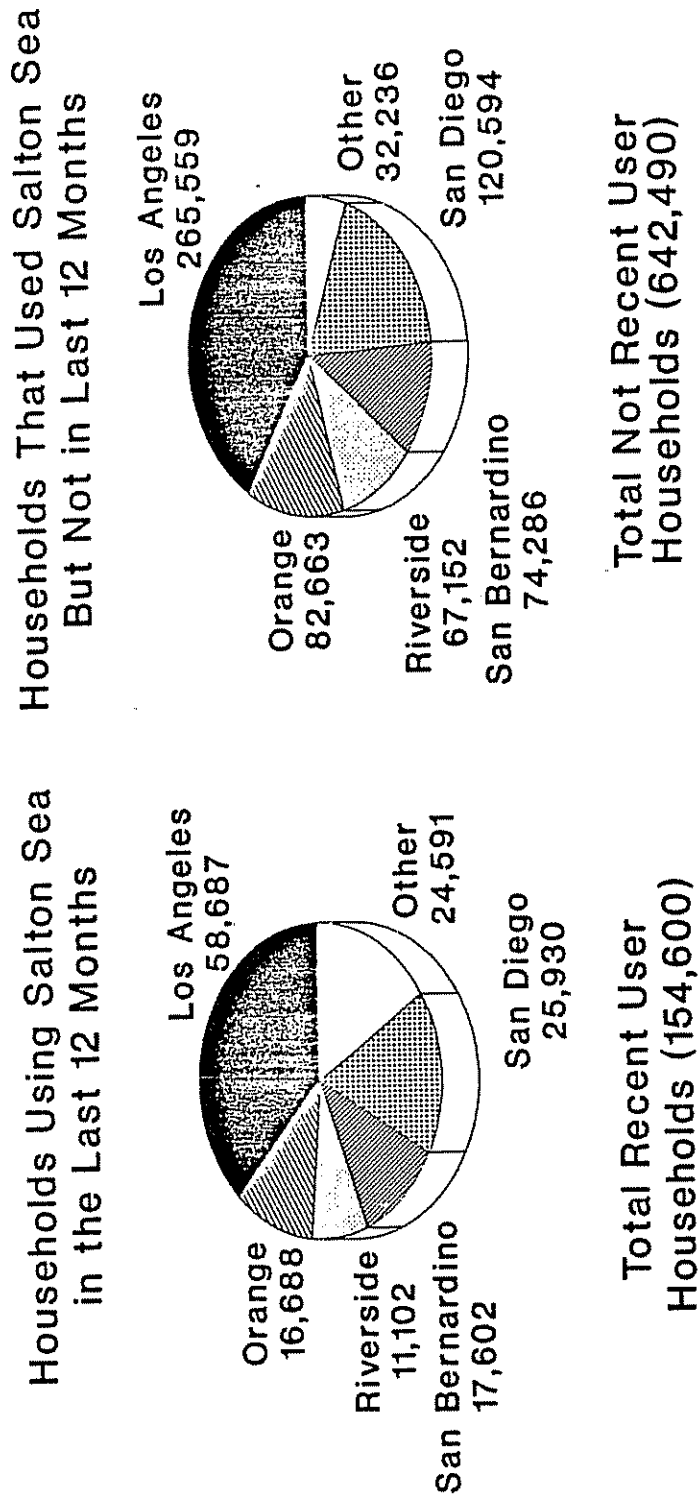 Households Using Salton Sea
in the Last 12 Months
Los Angeles
58,687
Other
24,591
San Diego
25,930
San Bernardino
17,602
Riverside
11,102
Orange
16,688
Total Recent User
Households (154,600)
Households That Used Salton Sea
But Not in Last 12 Months
Los Angeles
265,559
Other
32,236
San Diego
120,594
San Bernardino
74,286
Riverside
67,152
Orange
82,663
Total Not Recent User
Households (642,490)